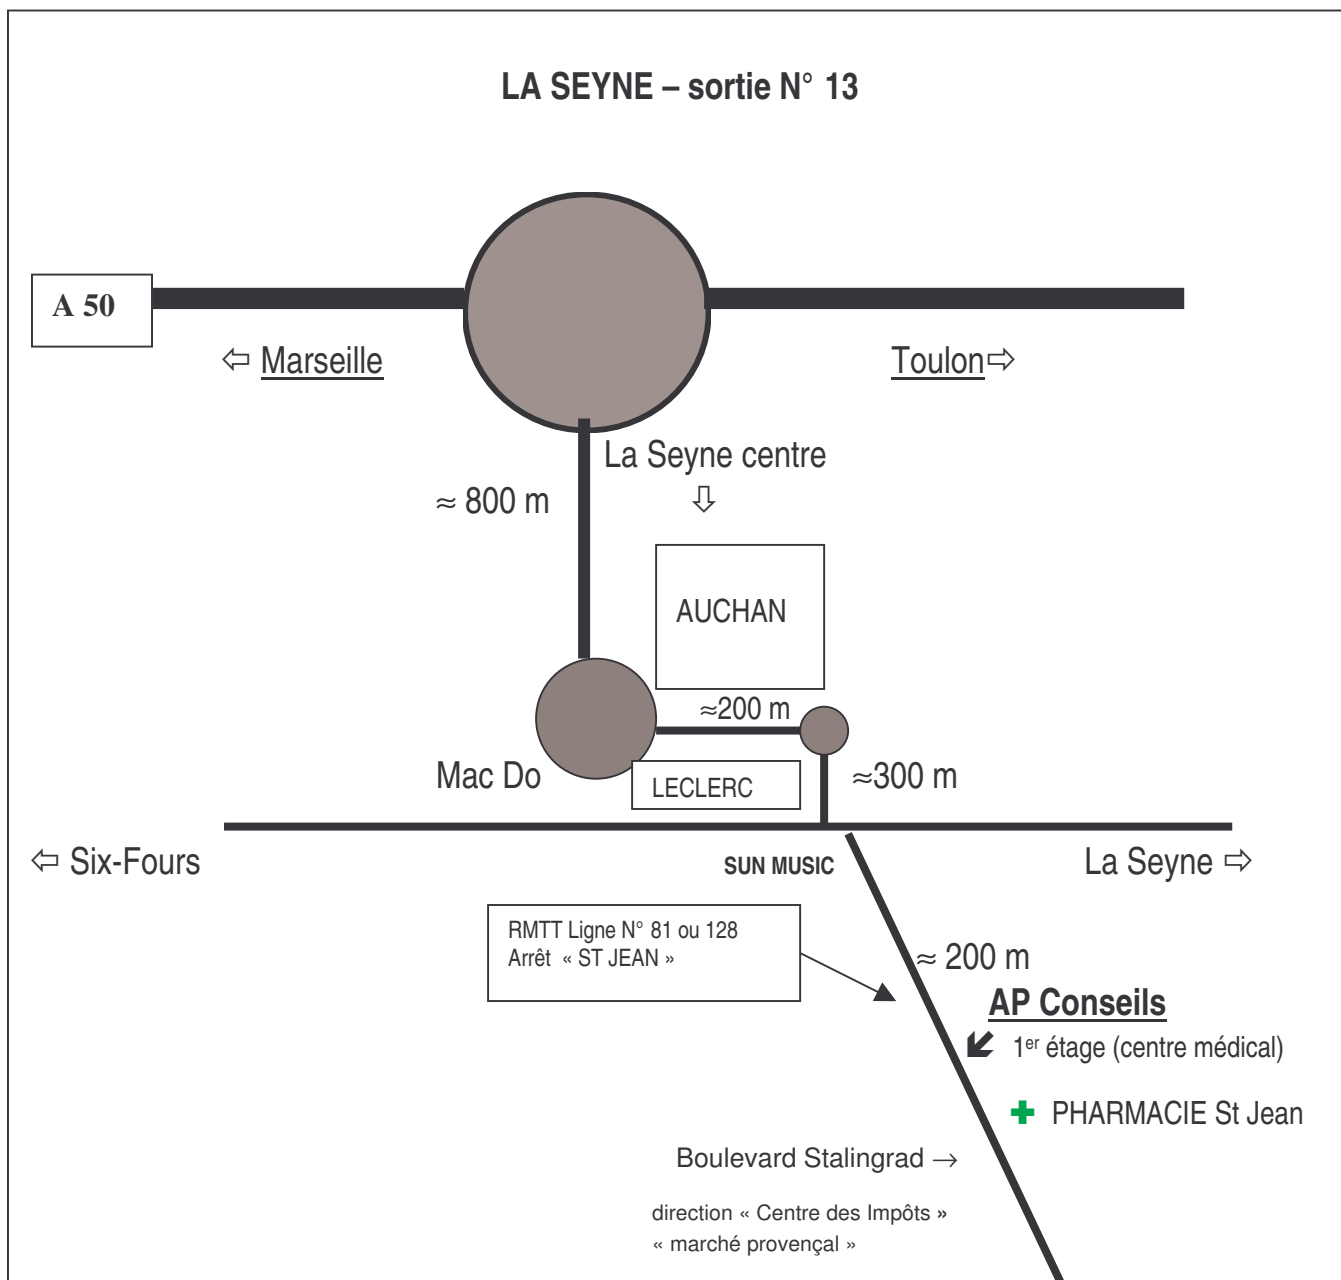 LA SEYNE – sortie N° 13
A 50
⇦ Marseille
Toulon⇨
La Seyne centre
⇩
≈ 800 m
AUCHAN
≈200 m
Mac Do
LECLERC
≈300 m
⇦ Six-Fours
SUN MUSIC
La Seyne ⇨
RMTT Ligne N° 81 ou 128
Arrêt « ST JEAN »
≈ 200 m
AP Conseils
1er étage (centre médical)
PHARMACIE St Jean
Boulevard Stalingrad →
direction « Centre des Impôts »
« marché provençal »